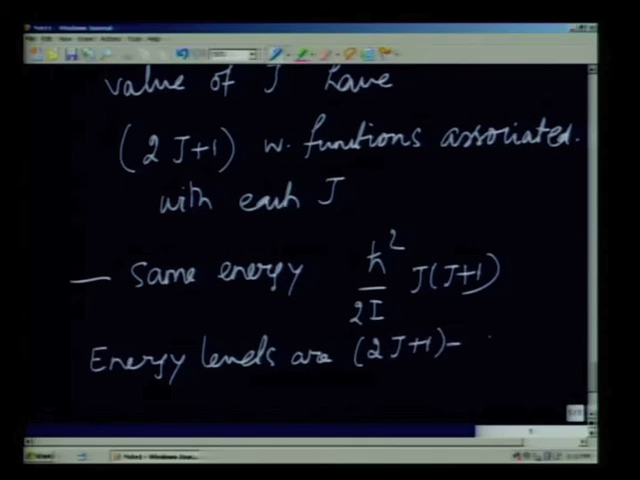 value of J have
(2J+1) w. functions associated.
with each J
— Same energy ħ²/2I J(J+1)
Energy levels are (2J+1)-